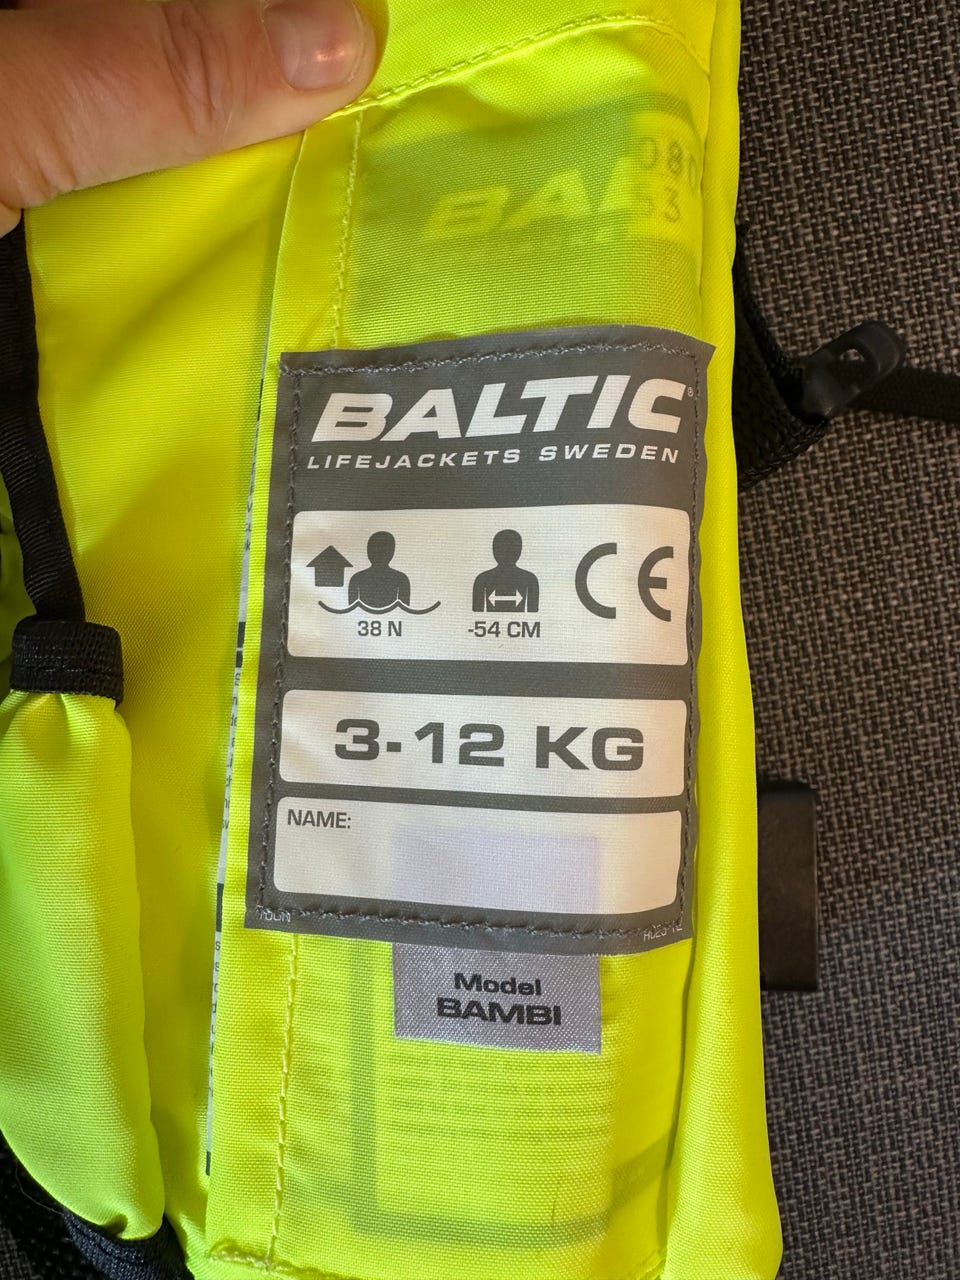 BALTIC®
LIFEJACKETS SWEDEN
38 N
-54 CM
CE
3-12 KG
NAME:
Model
BAMBI